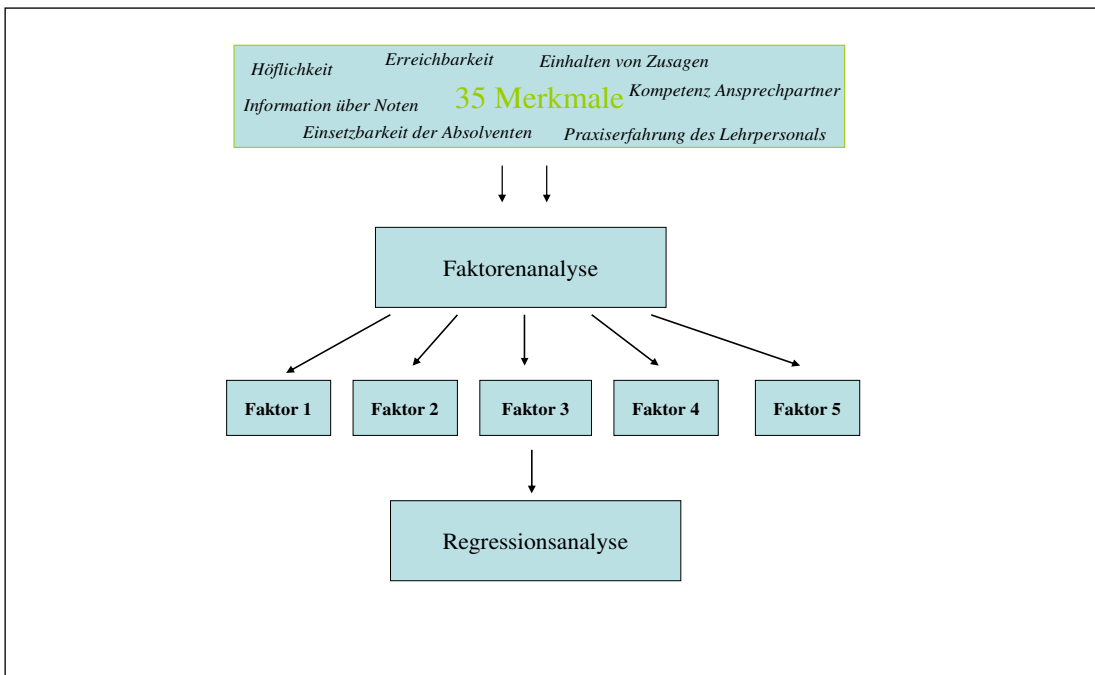 Höflichkeit
Erreichbarkeit
Einhalten von Zusagen
Information über Noten
35 Merkmale
Kompetenz Ansprechpartner
Einsetzbarkeit der Absolventen
Praxiserfahrung des Lehrpersonals
Faktorenanalyse
Faktor 1
Faktor 2
Faktor 3
Faktor 4
Faktor 5
Regressionsanalyse